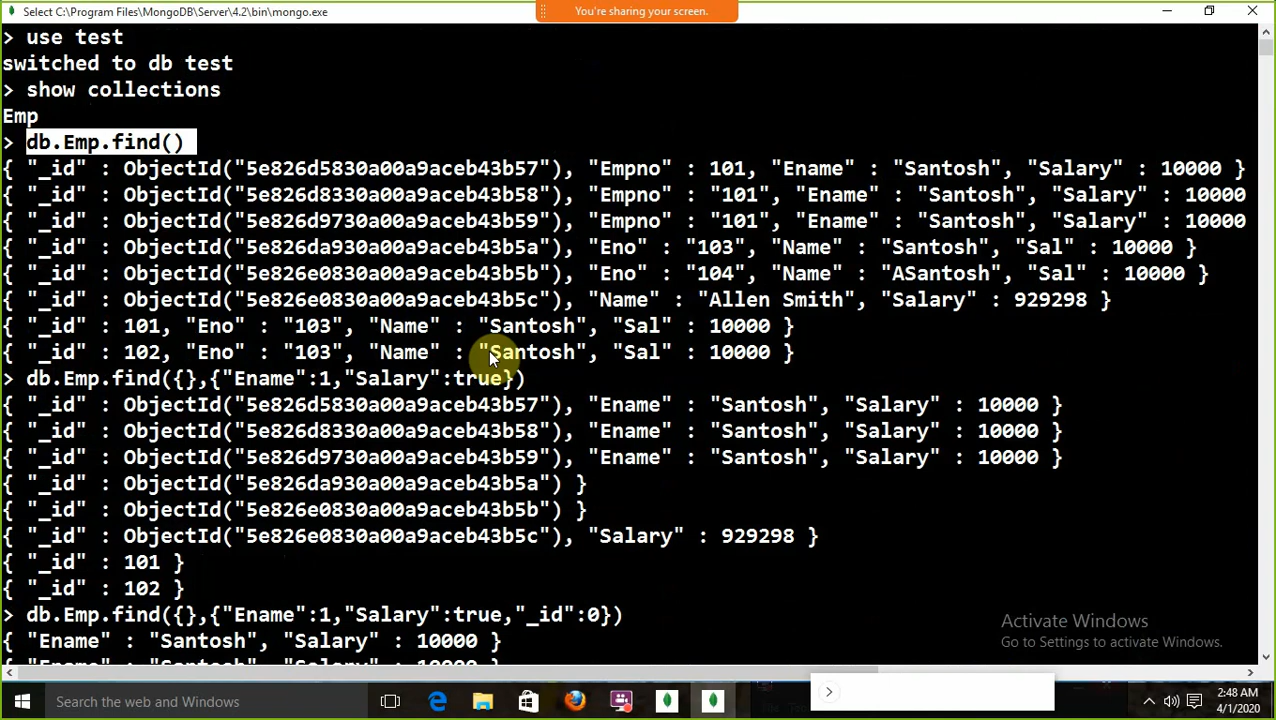 Select C:\Program Files\MongoDB\Server\4.2\bin\mongo.exe
You're sharing your screen.
> use test
switched to db test
> show collections
Emp
> db.Emp.find()
{ "_id" : ObjectId("5e826d5830a00a9aceb43b57"), "Empno" : 101, "Ename" : "Santosh", "Salary" : 10000 }
{ "_id" : ObjectId("5e826d8330a00a9aceb43b58"), "Empno" : "101", "Ename" : "Santosh", "Salary" : 10000
{ "_id" : ObjectId("5e826d9730a00a9aceb43b59"), "Empno" : "101", "Ename" : "Santosh", "Salary" : 10000
{ "_id" : ObjectId("5e826da930a00a9aceb43b5a"), "Eno" : "103", "Name" : "Santosh", "Sal" : 10000 }
{ "_id" : ObjectId("5e826e0830a00a9aceb43b5b"), "Eno" : "104", "Name" : "ASantosh", "Sal" : 10000 }
{ "_id" : ObjectId("5e826e0830a00a9aceb43b5c"), "Name" : "Allen Smith", "Salary" : 929298 }
{ "_id" : 101, "Eno" : "103", "Name" : "Santosh", "Sal" : 10000 }
{ "_id" : 102, "Eno" : "103", "Name" : "Santosh", "Sal" : 10000 }
> db.Emp.find({},{"Ename":1,"Salary":true})
{ "_id" : ObjectId("5e826d5830a00a9aceb43b57"), "Ename" : "Santosh", "Salary" : 10000 }
{ "_id" : ObjectId("5e826d8330a00a9aceb43b58"), "Ename" : "Santosh", "Salary" : 10000 }
{ "_id" : ObjectId("5e826d9730a00a9aceb43b59"), "Ename" : "Santosh", "Salary" : 10000 }
{ "_id" : ObjectId("5e826da930a00a9aceb43b5a") }
{ "_id" : ObjectId("5e826e0830a00a9aceb43b5b") }
{ "_id" : ObjectId("5e826e0830a00a9aceb43b5c"), "Salary" : 929298 }
{ "_id" : 101 }
{ "_id" : 102 }
> db.Emp.find({},{"Ename":1,"Salary":true,"_id":0})
{ "Ename" : "Santosh", "Salary" : 10000 }
{ "Ename" : "Santosh", "Salary" : 10000 }
Activate Windows
Go to Settings to activate Windows.
Search the web and Windows
2:48 AM
4/1/2020